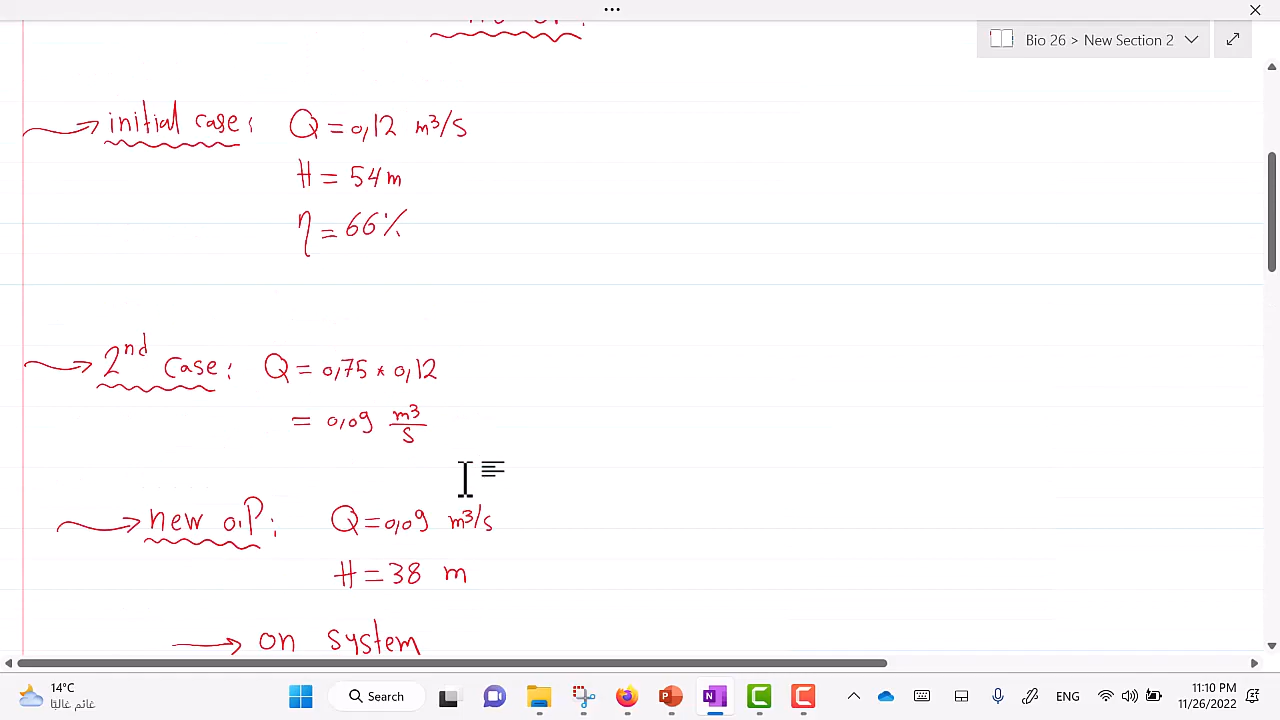 Bio 26 > New Section 2
initial case: Q = 0,12 m³/s
H = 54 m
η = 66%
2nd case: Q = 0,75 * 0,12
= 0,09 m³/s
new o.P: Q = 0,09 m³/s
H = 38 m
→ on system
14°C
غائم غالبًا
Search
ENG
11:10 PM
11/26/2022